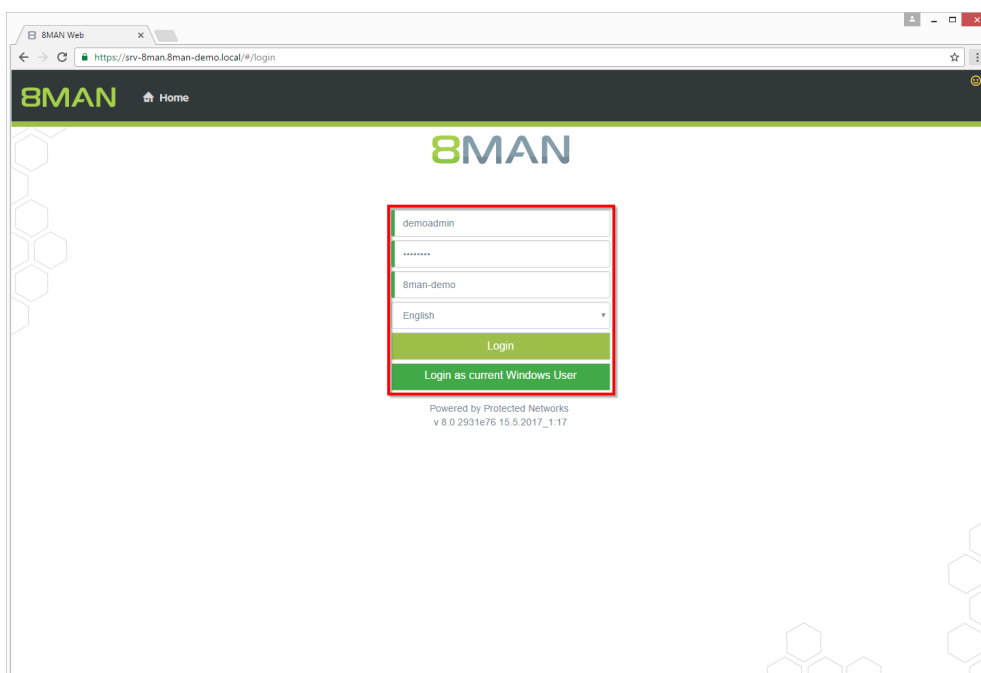 8MAN Web
https://srv-8man.8man-demo.local/#/login
8MAN Home
8MAN
demoadmin
••••••••
8man-demo
English
Login
Login as current Windows User
Powered by Protected Networks
v 8.0 2931e76 15.5.2017_1:17